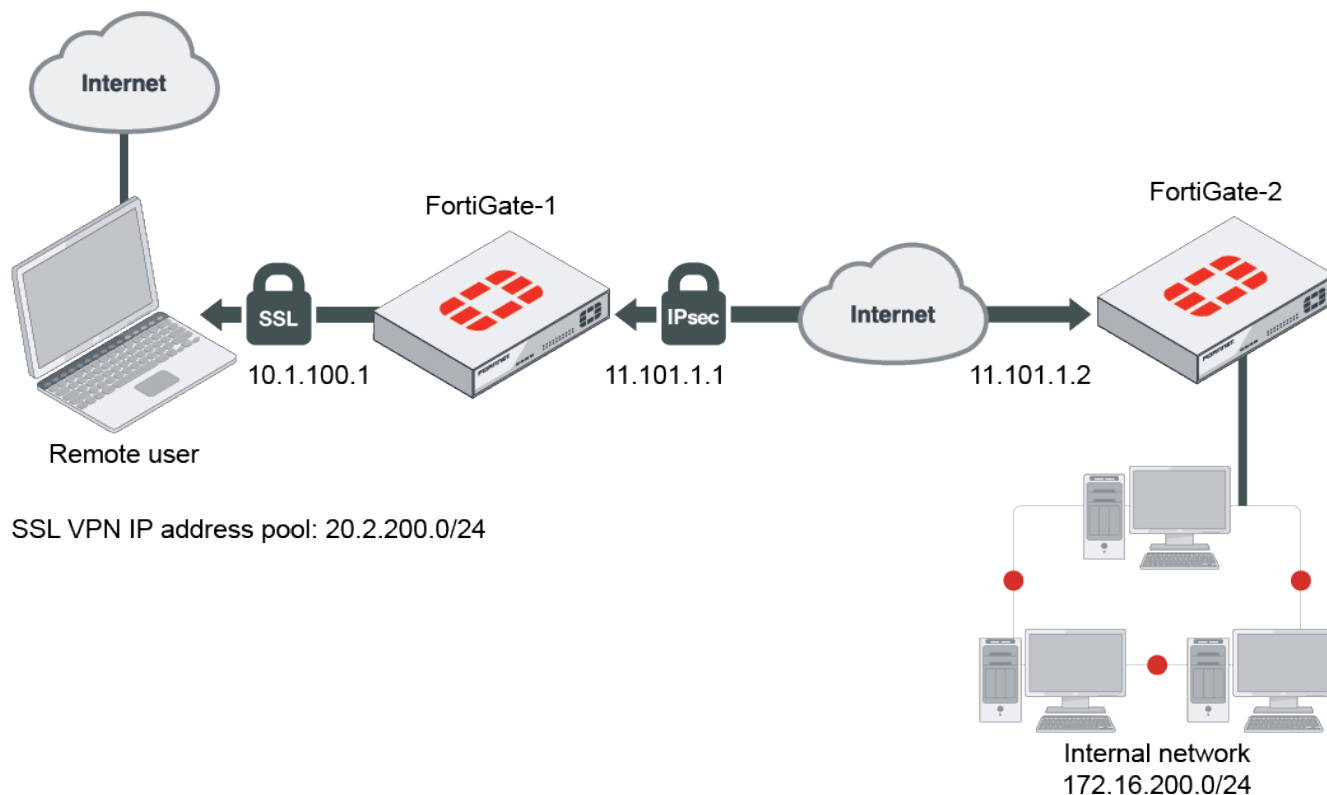 Internet
FortiGate-1
FortiGate-2
SSL
IPsec
Internet
10.1.100.1
11.101.1.1
11.101.1.2
Remote user
SSL VPN IP address pool: 20.2.200.0/24
Internal network
172.16.200.0/24
FORTINET
FORTINET